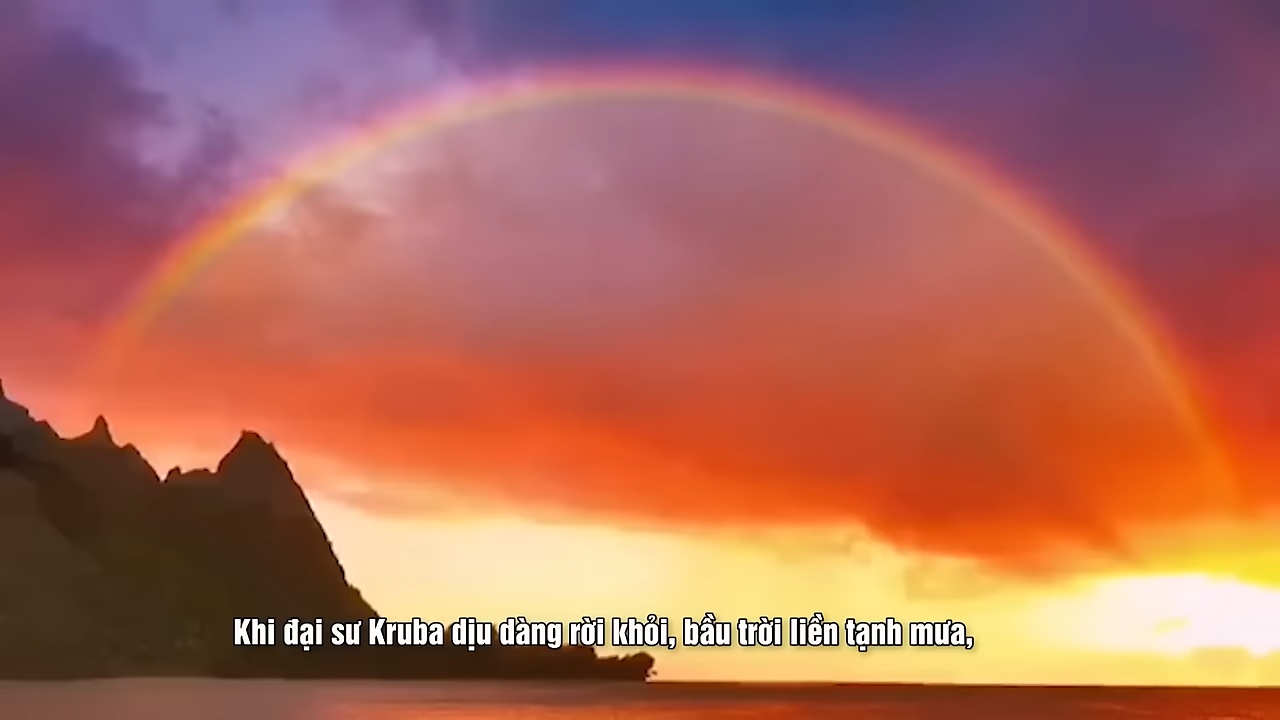 Khi đại sư Kruba dịu dàng rời khỏi, bầu trời liền tạnh mưa,